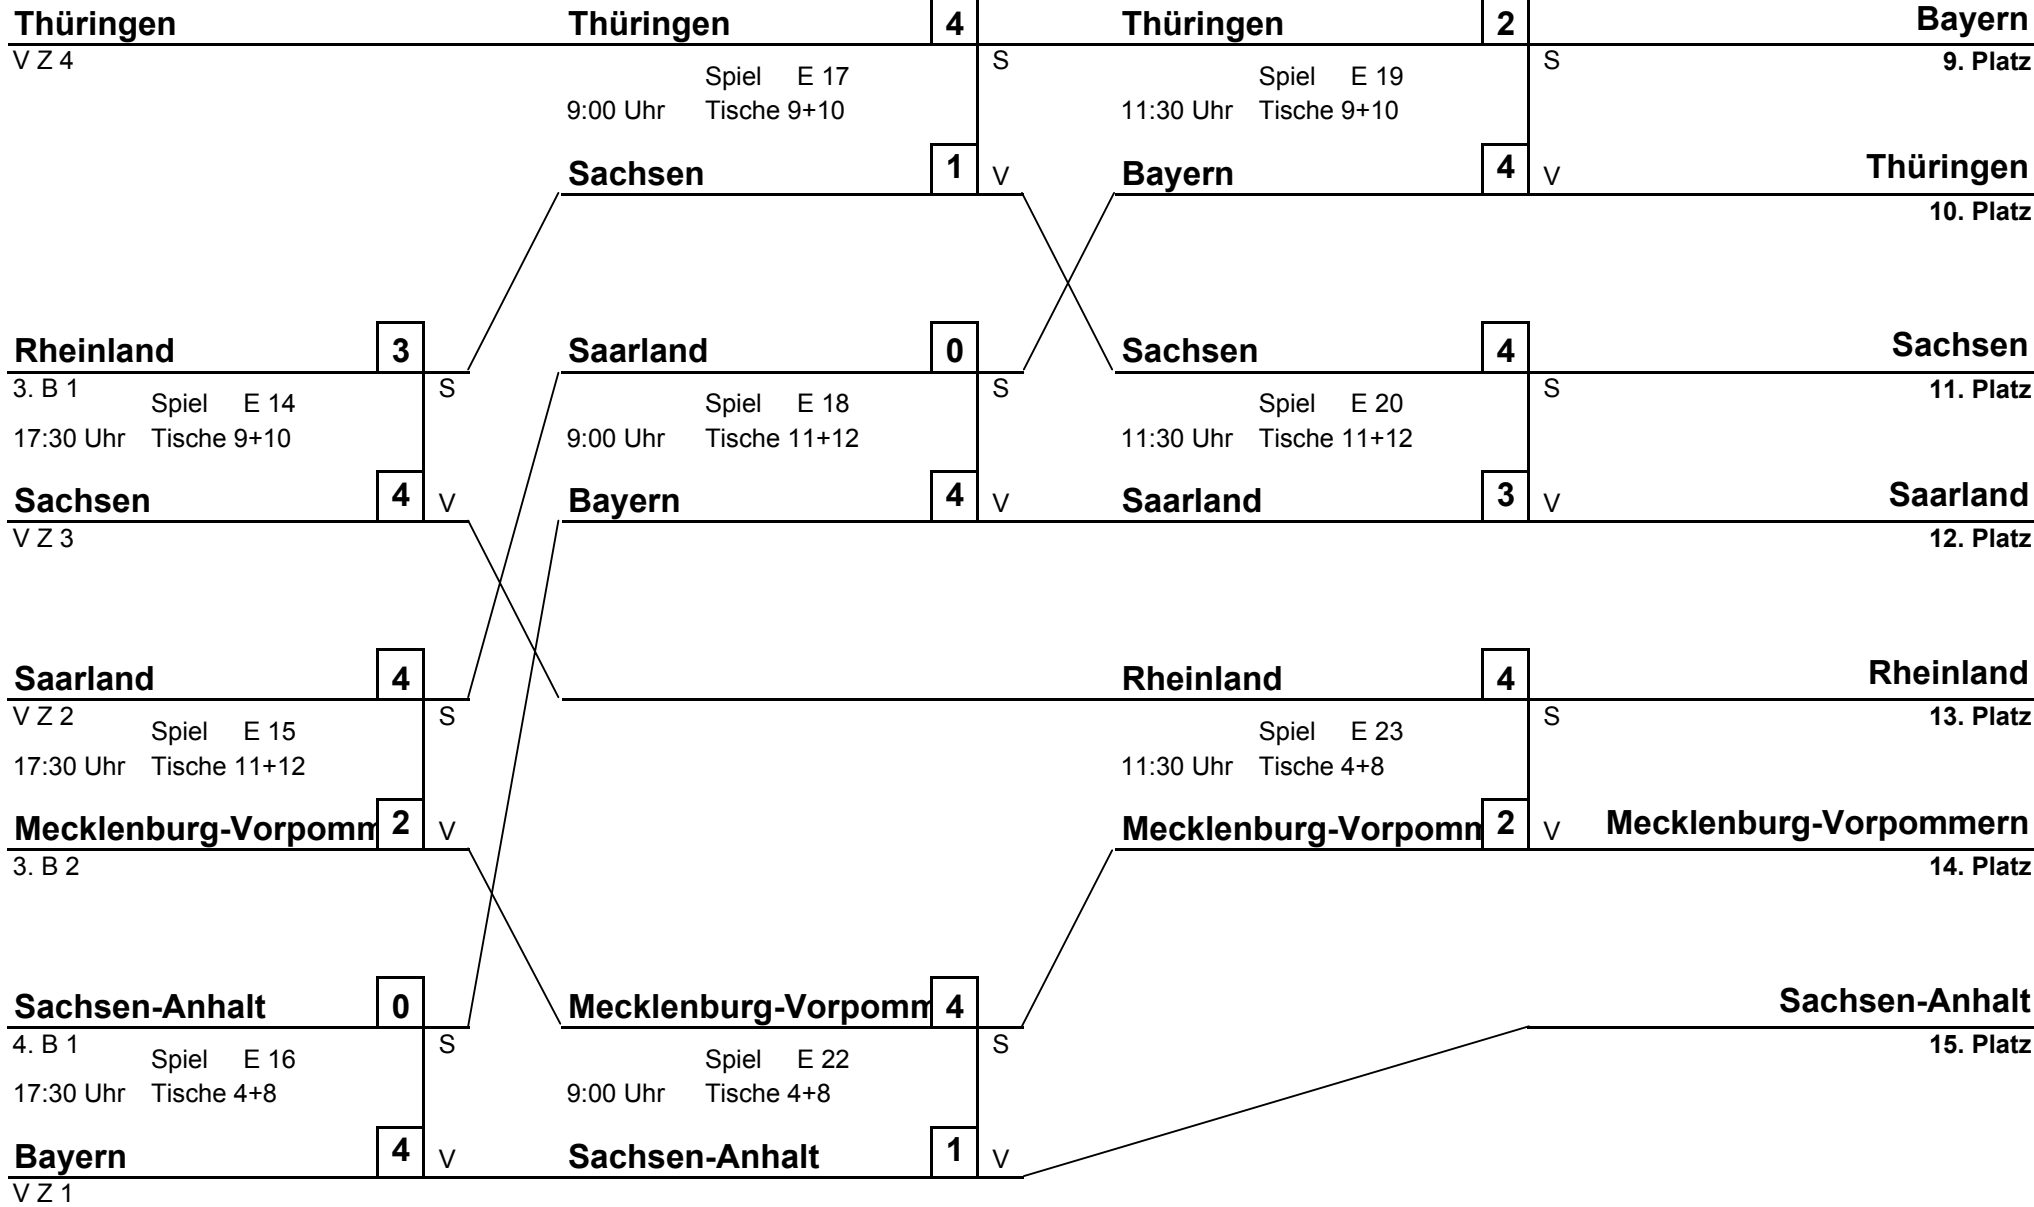 Thüringen Thüringen 4 Thüringen 2 Bayern
V Z 4 S S 9. Platz
Spiel E 17 Spiel E 19
9:00 Uhr Tische 9+10 11:30 Uhr Tische 9+10
Sachsen 1 V Bayern 4 V Thüringen
10. Platz
Rheinland 3 Saarland 0 Sachsen 4 Sachsen
3. B 1 S S S 11. Platz
Spiel E 14 Spiel E 18 Spiel E 20
17:30 Uhr Tische 9+10 9:00 Uhr Tische 11+12 11:30 Uhr Tische 11+12
Sachsen 4 V Bayern 4 V Saarland 3 V Saarland
V Z 3 12. Platz
Saarland 4 Rheinland 4 Rheinland
V Z 2 S S 13. Platz
Spiel E 15 Spiel E 23
17:30 Uhr Tische 11+12 11:30 Uhr Tische 4+8
Mecklenburg-Vorpomm 2 V Mecklenburg-Vorpomm 2 V Mecklenburg-Vorpommern
3. B 2 14. Platz
Sachsen-Anhalt 0 Mecklenburg-Vorpomm 4 Sachsen-Anhalt
4. B 1 S S 15. Platz
Spiel E 16 Spiel E 22
17:30 Uhr Tische 4+8 9:00 Uhr Tische 4+8
Bayern 4 V Sachsen-Anhalt 1 V
V Z 1